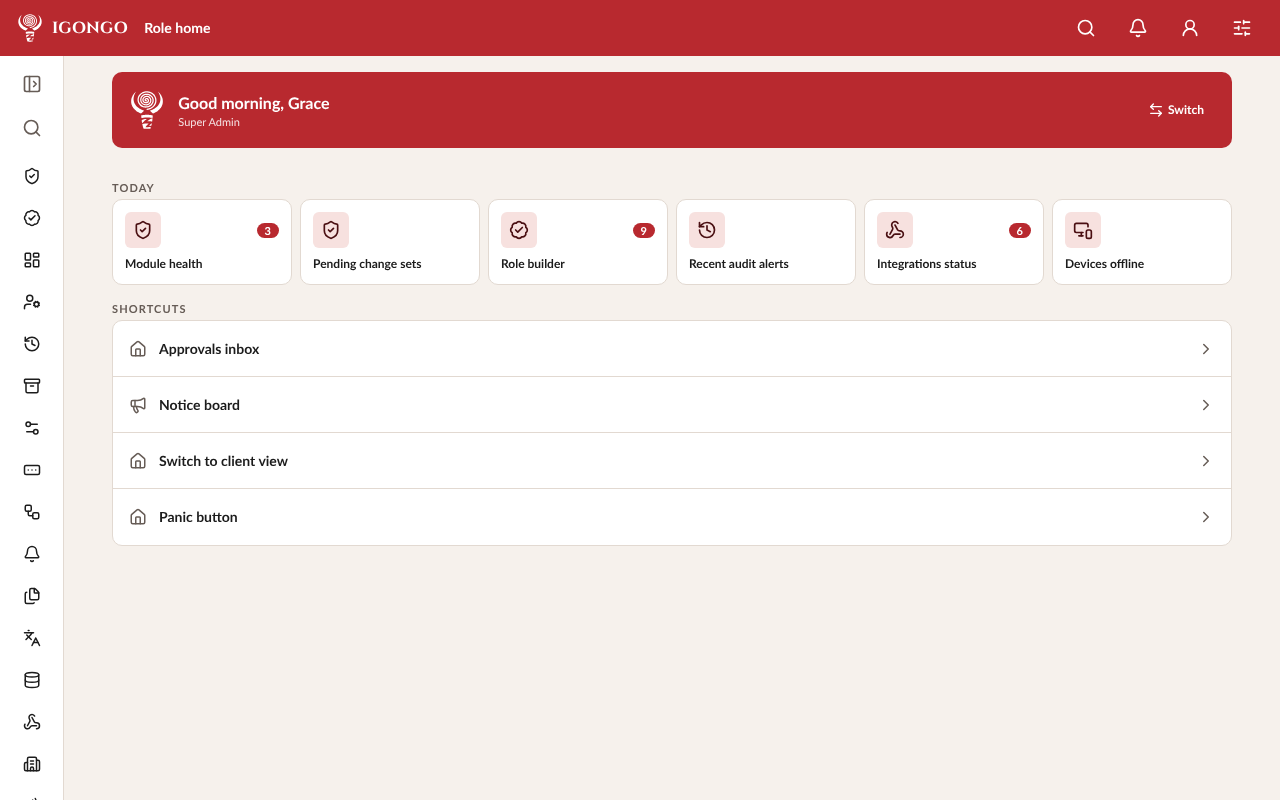 IGONGO
Role home
Good morning, Grace
Super Admin
Switch
TODAY
3
Module health
Pending change sets
9
Role builder
Recent audit alerts
6
Integrations status
Devices offline
SHORTCUTS
Approvals inbox
Notice board
Switch to client view
Panic button